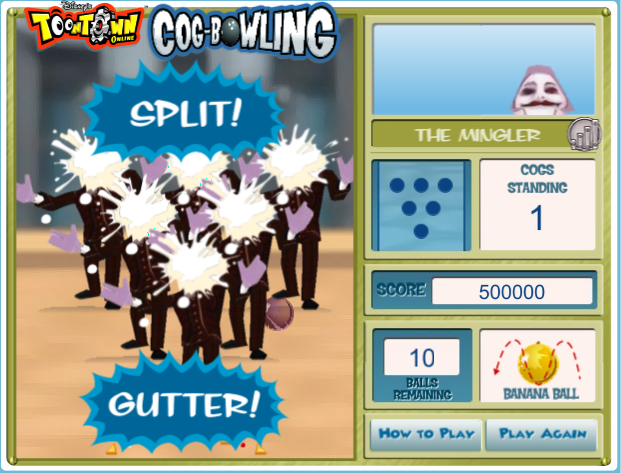 Disney's
TOONTOWN
ONLINE
COG-BOWLING
SPLIT!
GUTTER!
THE MINGLER
COGS
STANDING
1
SCORE 500000
10
BALLS
REMAINING
BANANA BALL
HOW TO PLAY
PLAY AGAIN